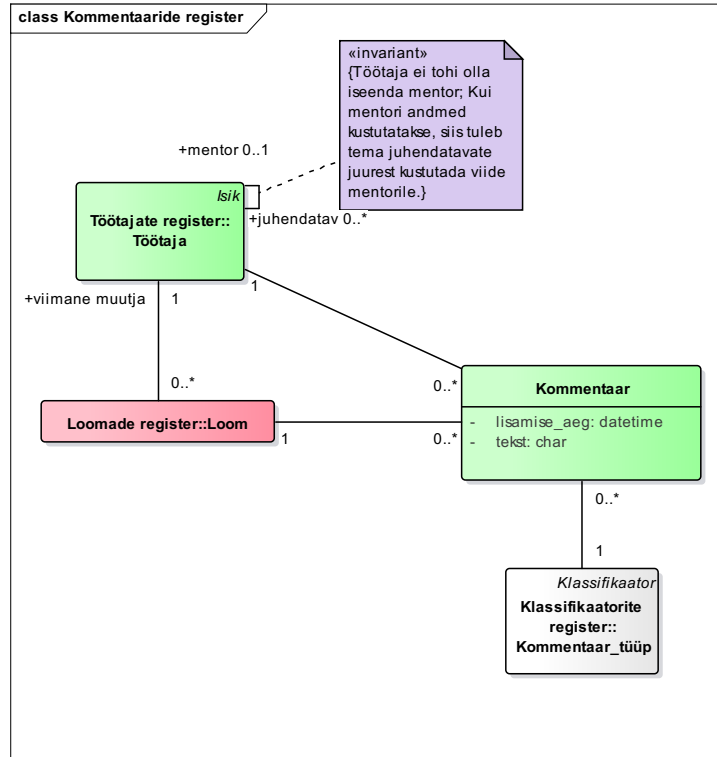 class Kommentaaride register
«invariant»
{Töötaja ei tohi olla
iseenda mentor; Kui
mentori andmed
kustutatakse, siis tuleb
tema juhendatavate
juurest kustutada viide
mentorile.}
+mentor 0..1
Isik
Töötajate register::
Töötaja
+juhendatav 0..*
+viimane muutja
1
1
0..*
0..*
Kommentaar
- lisamise_aeg: datetime
- tekst: char
Loomade register::Loom
1
0..*
0..*
1
Klassifikaator
Klassifikaatorite
register::
Kommentaar_tüüp